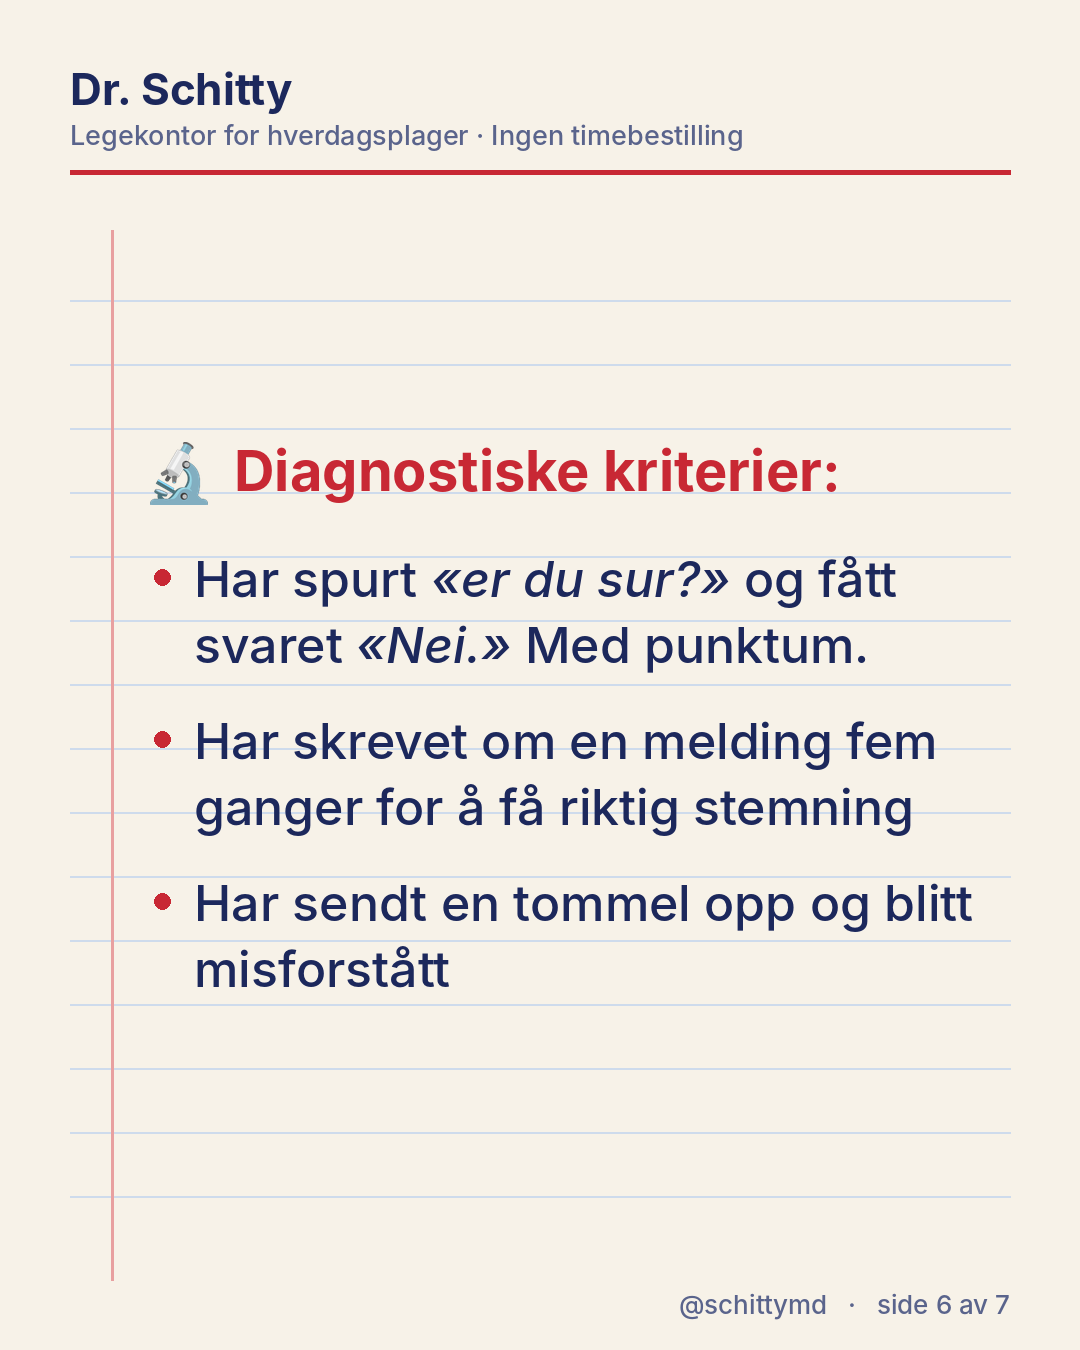 Dr. Schitty
Legekontor for hverdagsplager · Ingen timebestilling
🔬 Diagnostiske kriterier:
• Har spurt «er du sur?» og fått
svaret «Nei.» Med punktum.
• Har skrevet om en melding fem
ganger for å få riktig stemning
• Har sendt en tommel opp og blitt
misforstått
@schittymd · side 6 av 7